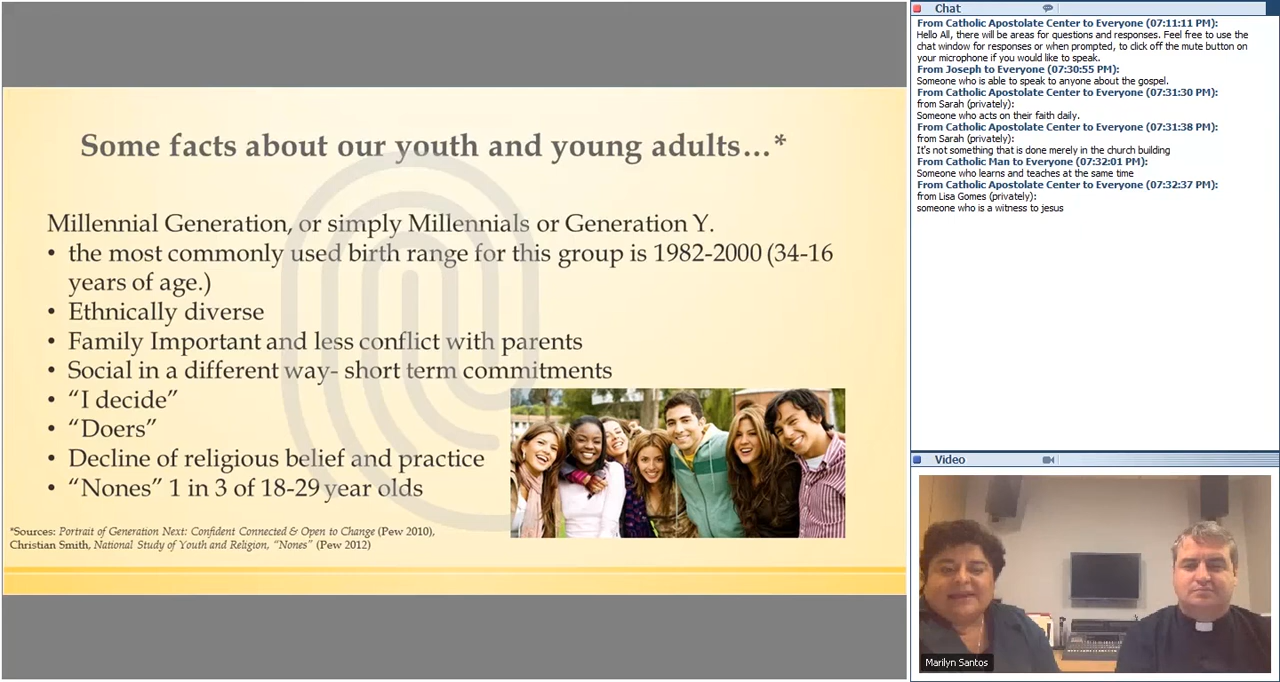 Some facts about our youth and young adults…*
Millennial Generation, or simply Millennials or Generation Y.
• the most commonly used birth range for this group is 1982-2000 (34-16
years of age.)
• Ethnically diverse
• Family Important and less conflict with parents
• Social in a different way- short term commitments
• “I decide”
• “Doers”
• Decline of religious belief and practice
• “Nones” 1 in 3 of 18-29 year olds
*Sources: Portrait of Generation Next: Confident Connected & Open to Change (Pew 2010),
Christian Smith, National Study of Youth and Religion, “Nones” (Pew 2012)
Chat
From Catholic Apostolate Center to Everyone (07:11:11 PM):
Hello All, there will be areas for questions and responses. Feel free to use the
chat window for responses or when prompted, to click off the mute button on
your microphone if you would like to speak.
From Joseph to Everyone (07:30:55 PM):
Someone who is able to speak to anyone about the gospel.
From Catholic Apostolate Center to Everyone (07:31:30 PM):
from Sarah (privately):
Someone who acts on their faith daily.
From Catholic Apostolate Center to Everyone (07:31:38 PM):
from Sarah (privately):
It's not something that is done merely in the church building
From Catholic Man to Everyone (07:32:01 PM):
Someone who learns and teaches at the same time
From Catholic Apostolate Center to Everyone (07:32:37 PM):
from Lisa Gomes (privately):
someone who is a witness to jesus
Video
Marilyn Santos